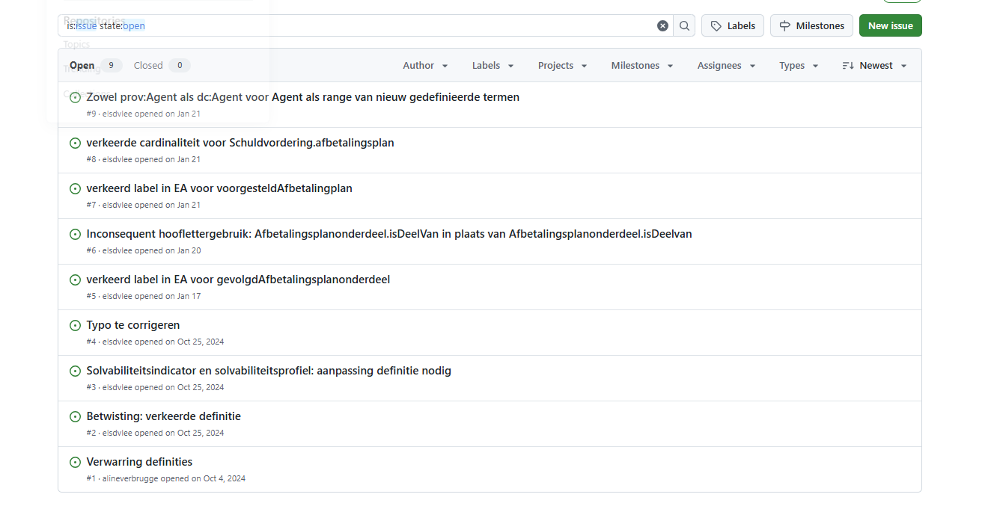 Repositories
is:issue state:open
Labels
Milestones
New issue
Topics
Open 9 Closed 0 Author Labels Projects Milestones Assignees Types Newest
Zowel prov:Agent als dc:Agent voor Agent als range van nieuw gedefinieerde termen
#9 · elsdvlee opened on Jan 21
verkeerde cardinaliteit voor Schuldvordering.afbetalingsplan
#8 · elsdvlee opened on Jan 21
verkeerd label in EA voor voorgesteldAfbetalingplan
#7 · elsdvlee opened on Jan 21
Inconsequent hooflettergebruik: Afbetalingsplanonderdeel.isDeelVan in plaats van Afbetalingsplanonderdeel.isDeelvan
#6 · elsdvlee opened on Jan 20
verkeerd label in EA voor gevolgdAfbetalingsplanonderdeel
#5 · elsdvlee opened on Jan 17
Typo te corrigeren
#4 · elsdvlee opened on Oct 25, 2024
Solvabiliteitsindicator en solvabiliteitsprofiel: aanpassing definitie nodig
#3 · elsdvlee opened on Oct 25, 2024
Betwisting: verkeerde definitie
#2 · elsdvlee opened on Oct 25, 2024
Verwarring definities
#1 · alineverbrugge opened on Oct 4, 2024